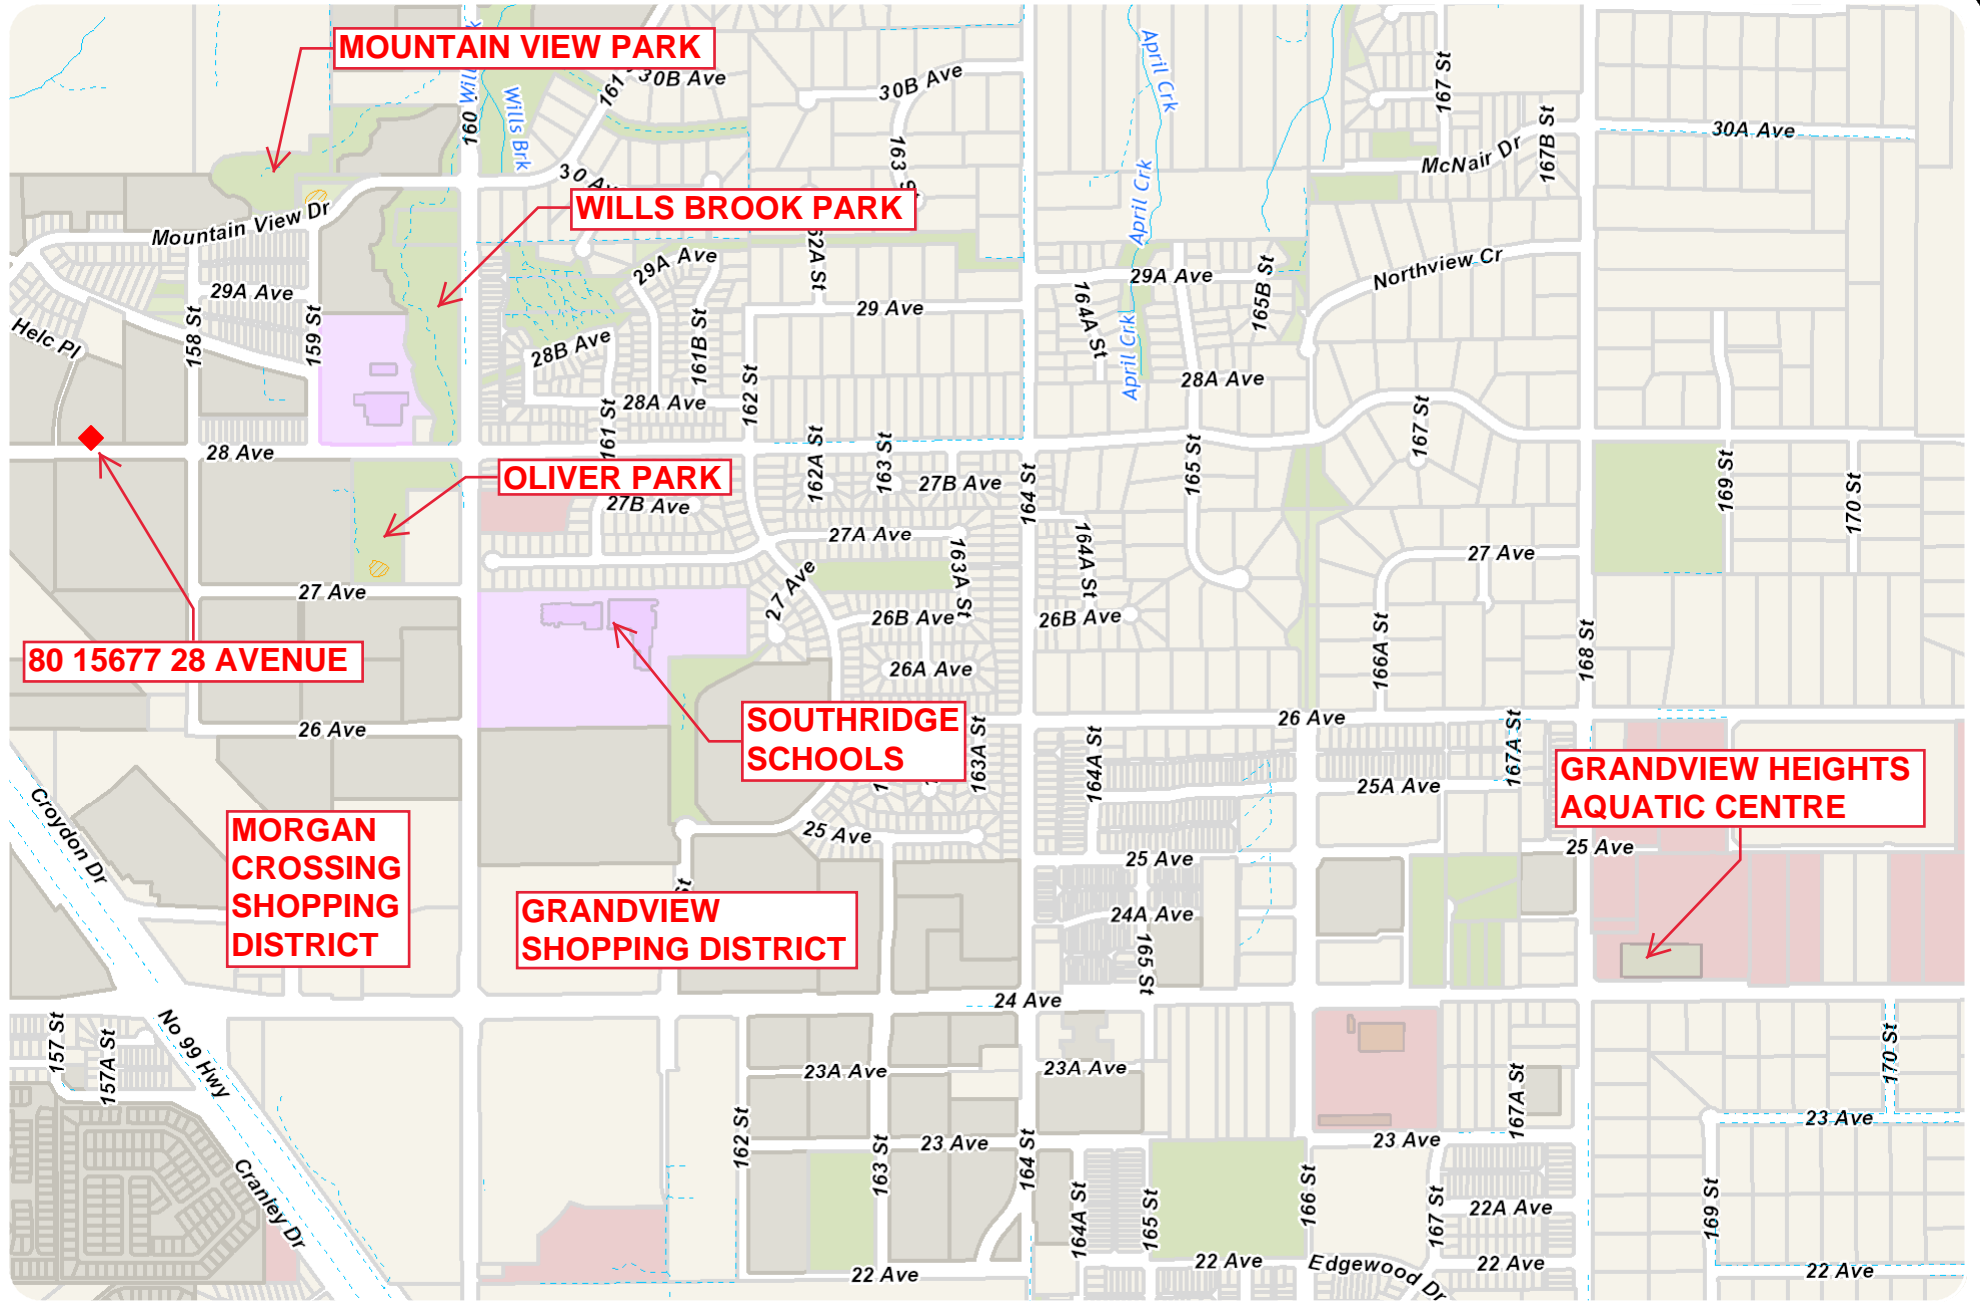 MOUNTAIN VIEW PARK
30B Ave
30B Ave
April Crk
167 St
160
Wills Brk
161
163
April Crk
McNair Dr
167B St
30A Ave
30 Ave
WILLS BROOK PARK
Mountain View Dr
April Crk
62A St
29A Ave
29A Ave
165B St
Northview Cr
29A Ave
158 St
159 St
161B St
29 Ave
164A St
April Crk
Helc Pl
28B Ave
28A Ave
28A Ave
162 St
161 St
167 St
28 Ave
162A St
163 St
27B Ave
164 St
165 St
169 St
170 St
OLIVER PARK
27B Ave
27A Ave
163A St
164A St
27 Ave
27 Ave
27 Ave
26B Ave
26B Ave
166A St
168 St
80 15677 28 AVENUE
26A Ave
26 Ave
SOUTHRIDGE
SCHOOLS
163A St
164A St
26 Ave
167A St
25A Ave
GRANDVIEW HEIGHTS
AQUATIC CENTRE
Croydon Dr
MORGAN
CROSSING
SHOPPING
DISTRICT
25 Ave
25 Ave
25 Ave
St
GRANDVIEW
SHOPPING DISTRICT
24A Ave
165 St
24 Ave
157 St
157A St
No 99 Hwy
23A Ave
23A Ave
167A St
170 St
162 St
163 St
23 Ave
164 St
23 Ave
23 Ave
Cranley Dr
164A St
165 St
166 St
167 St
22A Ave
169 St
22 Ave
22 Ave
Edgewood Dr
22 Ave
22 Ave